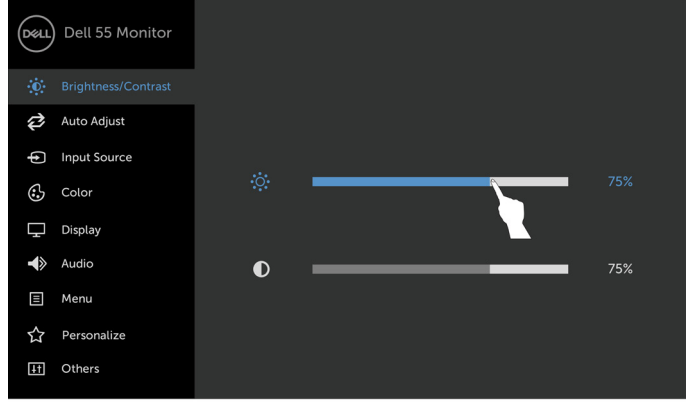 DELL
Dell 55 Monitor
Brightness/Contrast
Auto Adjust
Input Source
Color
Display
Audio
Menu
Personalize
Others
75%
75%